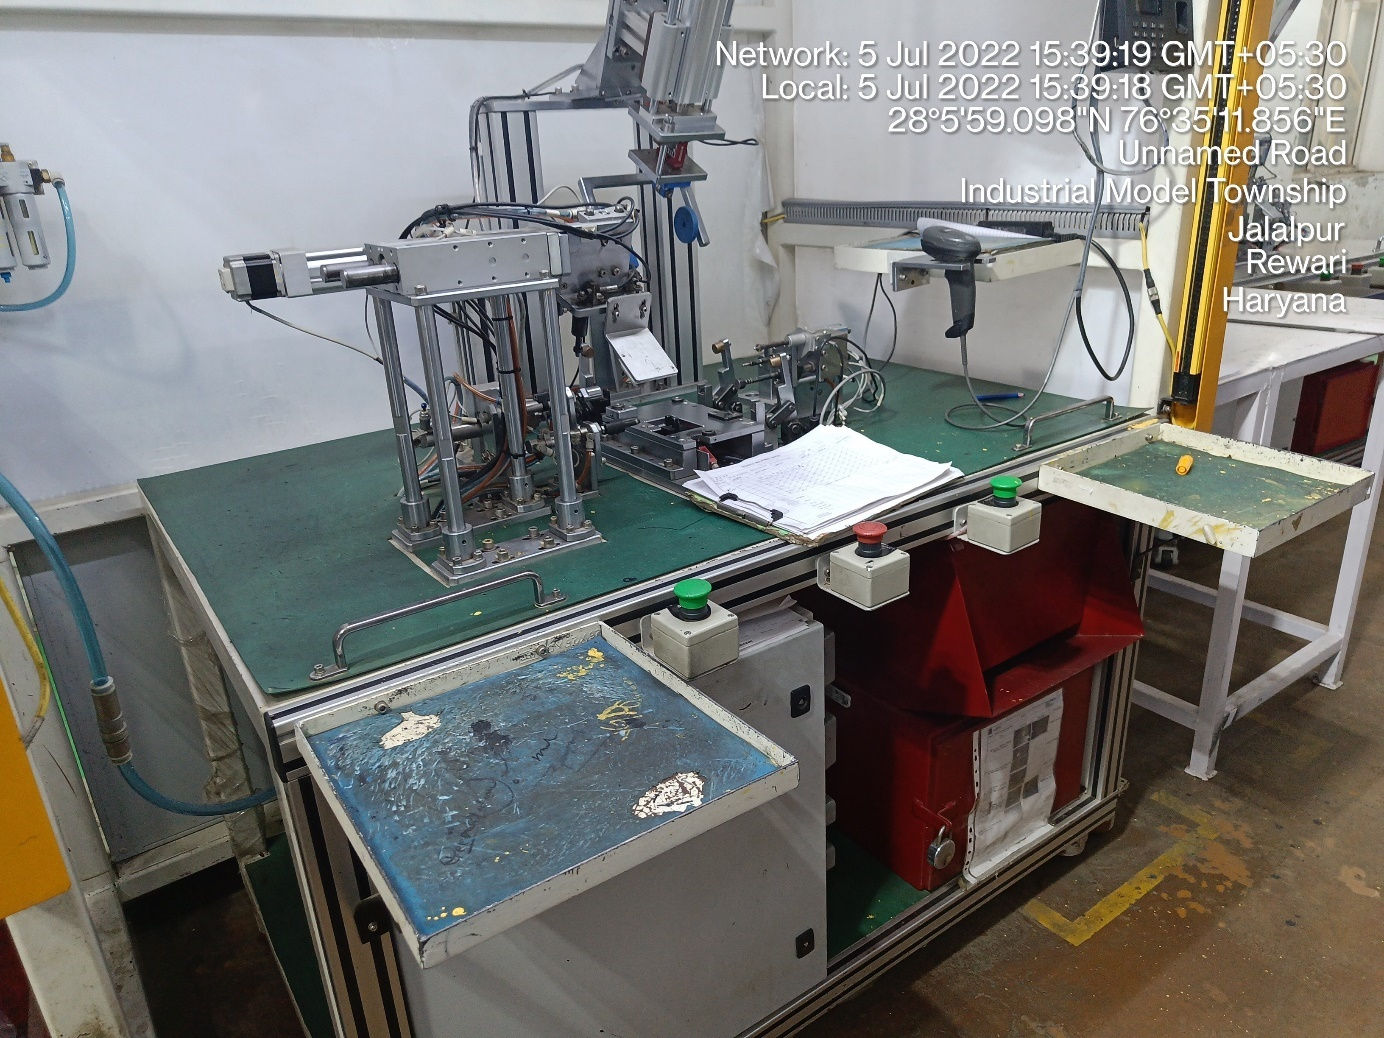 Network: 5 Jul 2022 15:39:19 GMT+05:30
Local: 5 Jul 2022 15:39:18 GMT+05:30
28°5'59.098"N 76°35'11.856"E
Unnamed Road
Industrial Model Township
Jalalpur
Rewari
Haryana